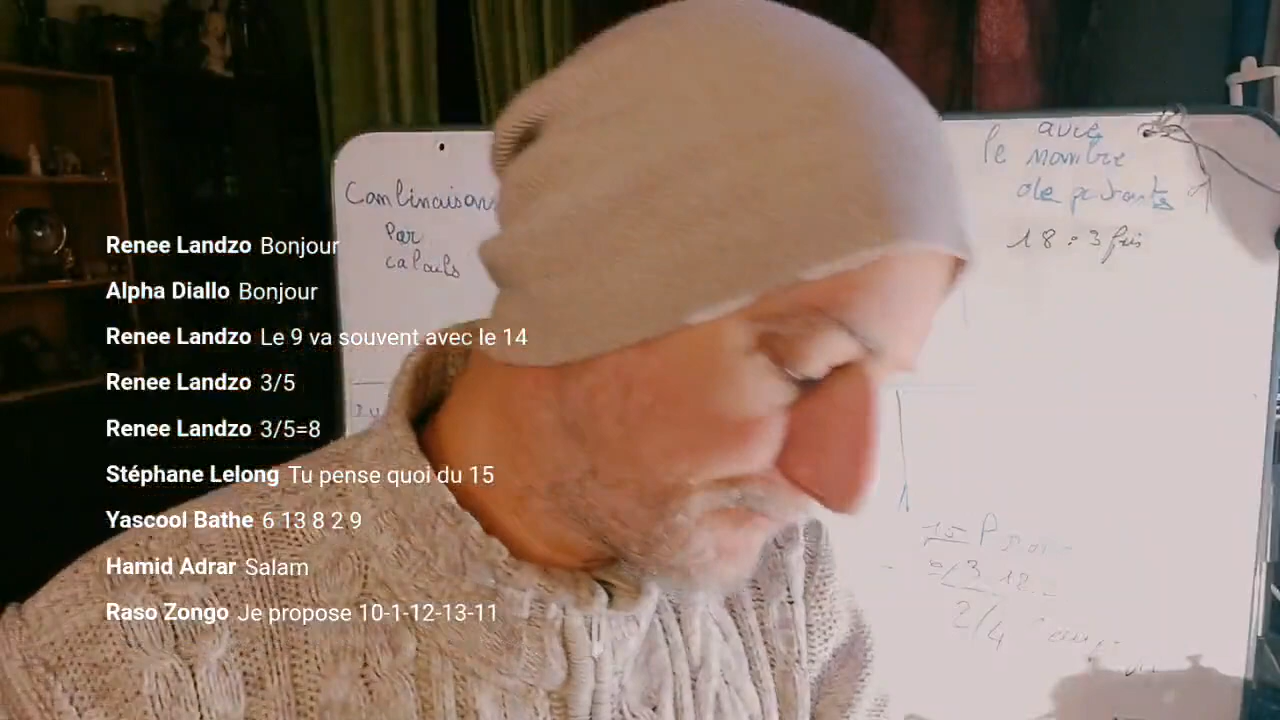 Combinaison
Par
calculs
avec
le nombre
de partants
18 : 3 fois
Renee Landzo Bonjour
Alpha Diallo Bonjour
Renee Landzo Le 9 va souvent avec le 14
Renee Landzo 3/5
Renee Landzo 3/5=8
Stéphane Lelong Tu pense quoi du 15
Yascool Bathe 6 13 8 2 9
Hamid Adrar Salam
Raso Zongo Je propose 10-1-12-13-11
2/4